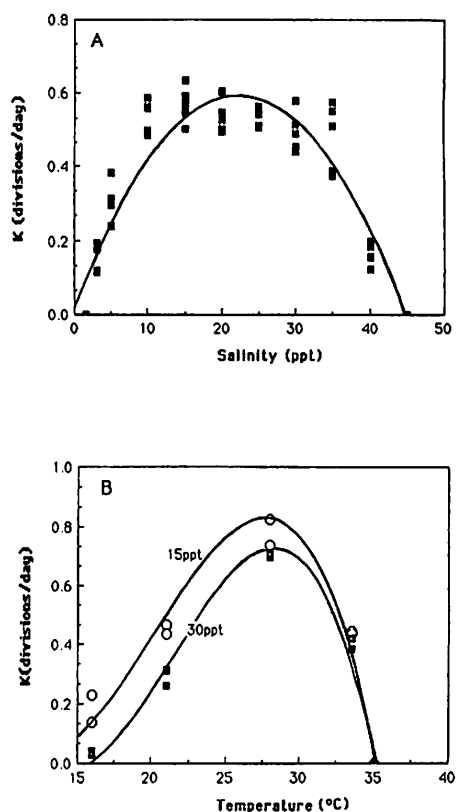 A
0.8
0.6
0.4
0.2
0.0
K (divisions/day)
0 10 20 30 40 50
Salinity (ppt)
B
1.0
0.8
0.6
0.4
0.2
0.0
K(divisions/day)
15ppt
30ppt
15 20 25 30 35 40
Temperature (ºC)